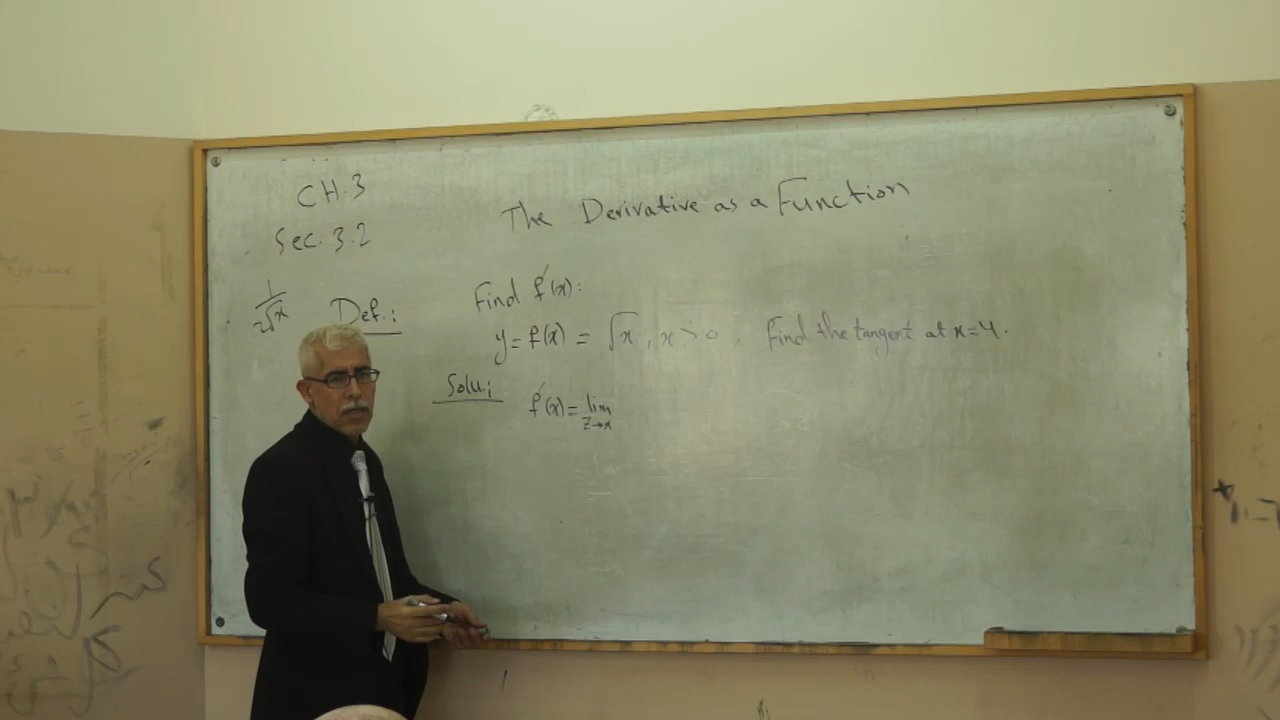 CH.3
Sec. 3.2
The Derivative as a Function
1/2√x
Def.:
Find f'(x):
y = f(x) = √x, x > 0, Find the tangent at x=4.
Solu.:
f'(x) = lim z→x